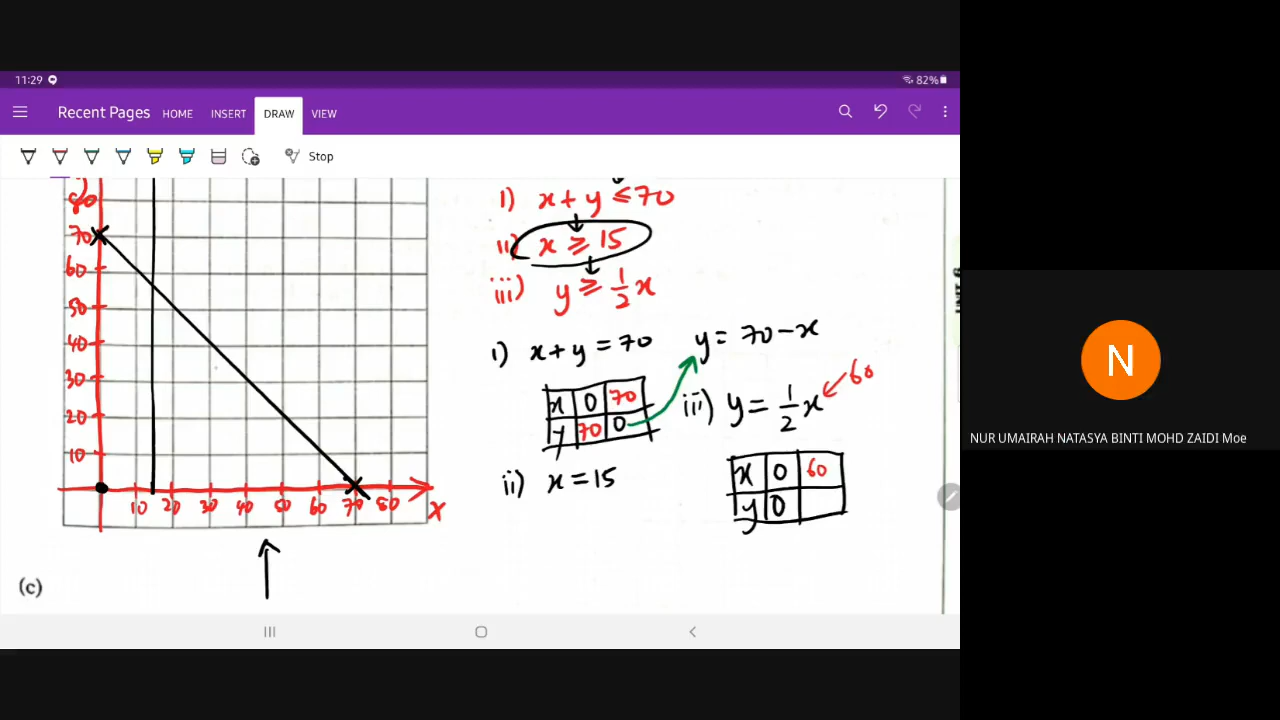 11:29
82%
Recent Pages HOME INSERT DRAW VIEW
Stop
y
80
70
60
50
40
30
20
10
10 20 30 40 50 60 70 80 x
i) x + y ≤ 70
ii) x ≥ 15
iii) y ≥ 1/2 x
i) x + y = 70
y = 70 - x
x 0 70
y 70 0
iii) y = 1/2 x 60
ii) x = 15
x 0 60
y 0
(c)
N
NUR UMAIRAH NATASYA BINTI MOHD ZAIDI Moe